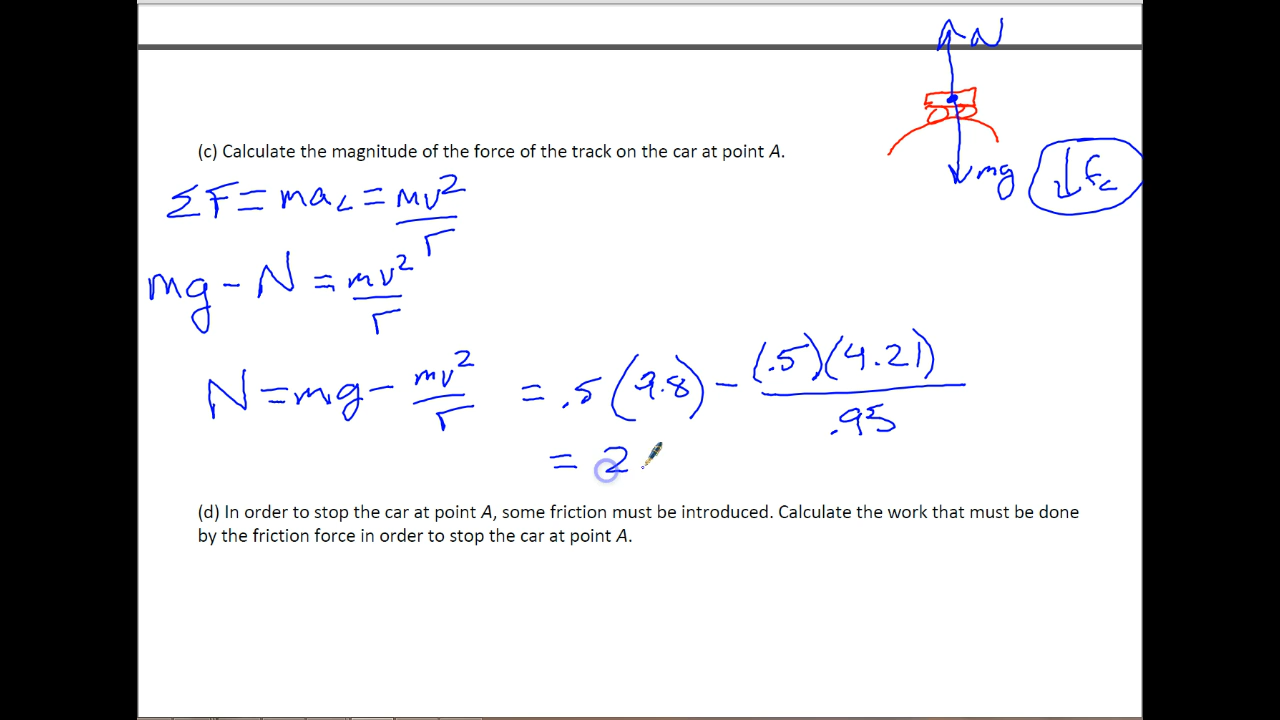 N
(c) Calculate the magnitude of the force of the track on the car at point A.
mg
↓ Fc
ΣF = mac = mv²/r
mg - N = mv²/r
N = mg - mv²/r = .5(9.8) - (.5)(4.21)/.95
= 2
(d) In order to stop the car at point A, some friction must be introduced. Calculate the work that must be done
by the friction force in order to stop the car at point A.